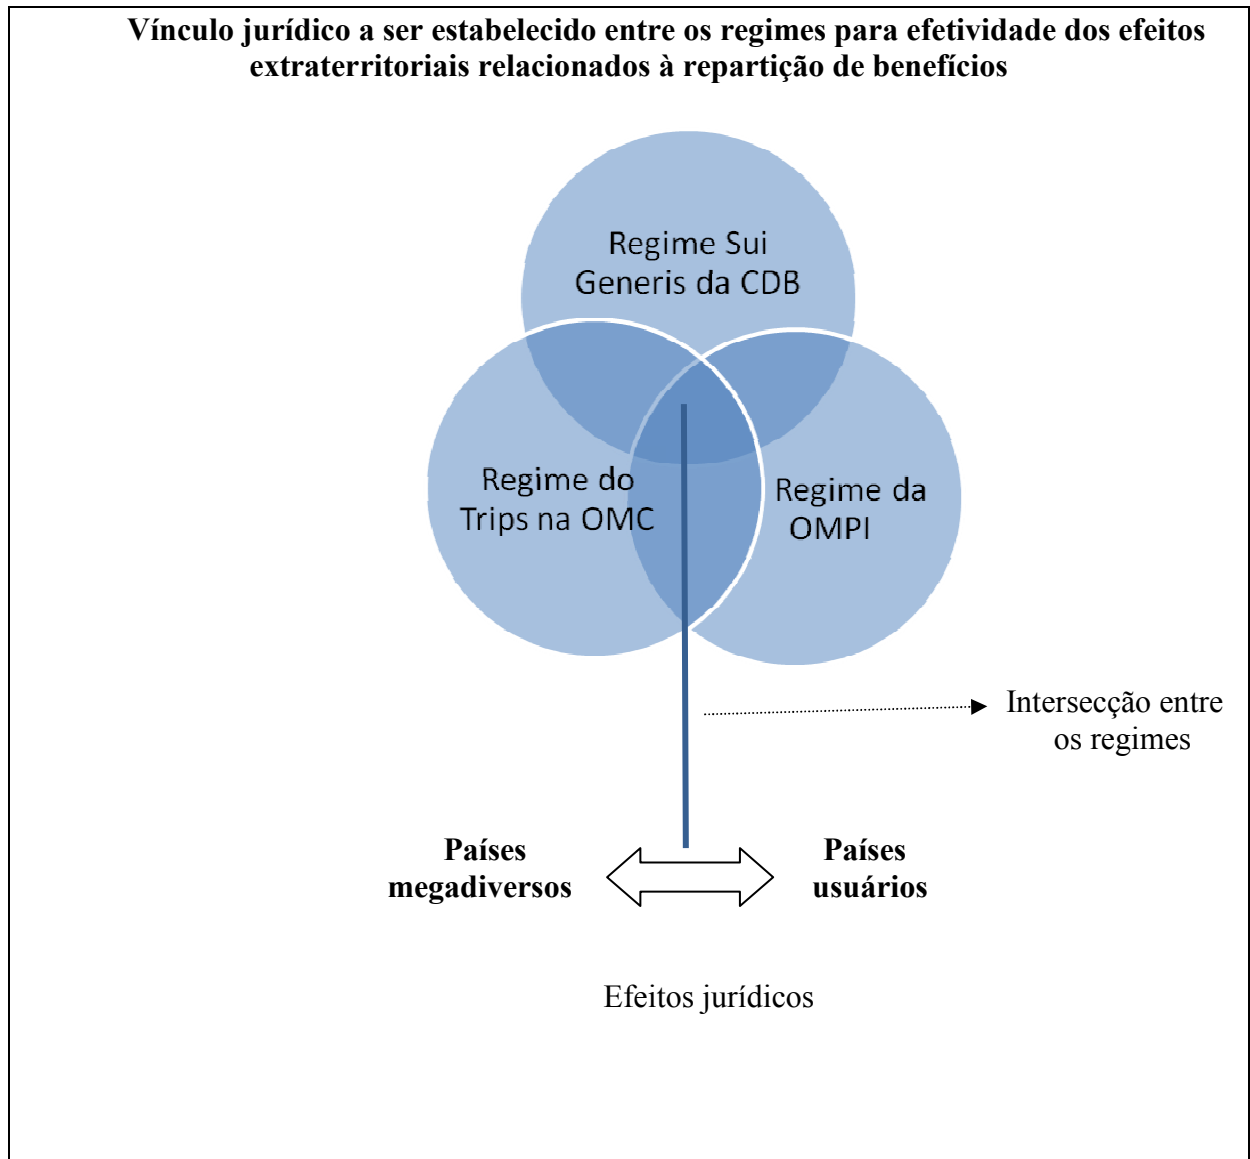 Vínculo jurídico a ser estabelecido entre os regimes para efetividade dos efeitos
extraterritoriais relacionados à repartição de benefícios
Regime Sui
Generis da CDB
Regime do
Trips na OMC
Regime da
OMPI
Intersecção entre
os regimes
Países
megadiversos
Países
usuários
Efeitos jurídicos